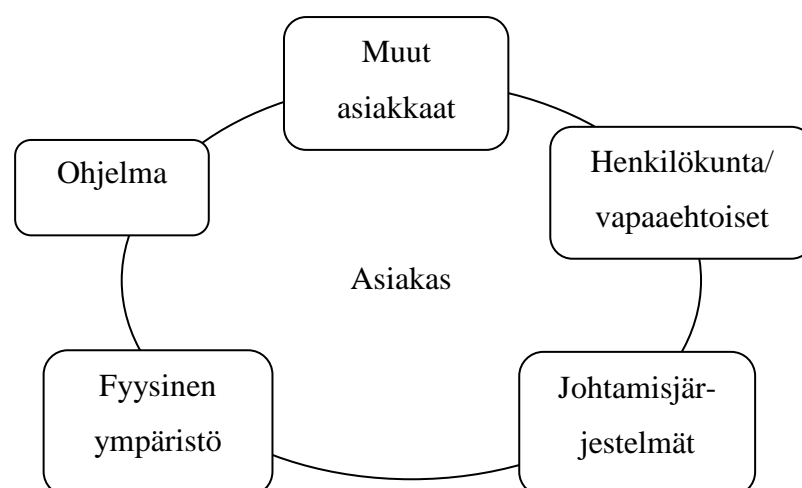 Muut
asiakkaat
Henkilökunta/
vapaaehtoiset
Ohjelma
Asiakas
Fyysinen
ympäristö
Johtamisjär-
jestelmät